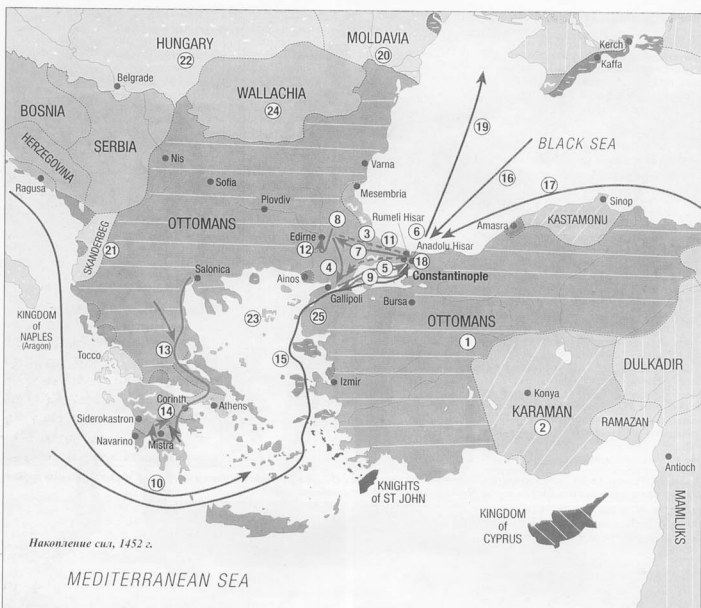 HUNGARY
22
MOLDAVIA
20
Kerch
Kaffa
Belgrade
WALLACHIA
24
19
BOSNIA
SERBIA
BLACK SEA
HERZEGOVINA
Nis
Varna
16
17
Sofia
Ragusa
Mesembria
Sinop
Plovdiv
Rumeli Hisar
KASTAMONU
8
3
6
Amasra
OTTOMANS
Edirne
11
Anadolu Hisar
SKANDERBEG
21
12
7
18
4
5
Constantinople
Salonica
Ainos
9
Gallipoli
Bursa
KINGDOM
of
NAPLES
(Aragon)
23
25
OTTOMANS
1
13
Tocco
15
DULKADIR
Izmir
Konya
Corinth
14
Athens
KARAMAN
Siderokastron
2
RAMAZAN
Navarino
Mistra
Antioch
10
KNIGHTS
of ST JOHN
KINGDOM
of
CYPRUS
MAMLUKS
Накопление сил, 1452 г.
MEDITERRANEAN SEA